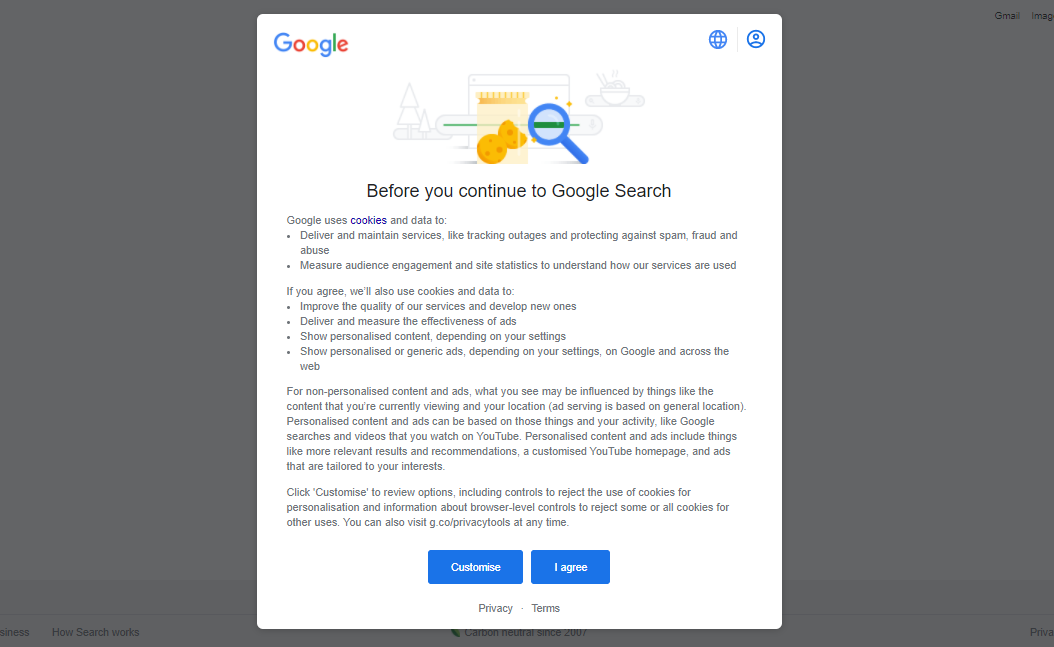 Gmail Imag
Google
Before you continue to Google Search
Google uses cookies and data to:
• Deliver and maintain services, like tracking outages and protecting against spam, fraud and
abuse
• Measure audience engagement and site statistics to understand how our services are used
If you agree, we'll also use cookies and data to:
• Improve the quality of our services and develop new ones
• Deliver and measure the effectiveness of ads
• Show personalised content, depending on your settings
• Show personalised or generic ads, depending on your settings, on Google and across the
web
For non-personalised content and ads, what you see may be influenced by things like the
content that you're currently viewing and your location (ad serving is based on general location).
Personalised content and ads can be based on those things and your activity, like Google
searches and videos that you watch on YouTube. Personalised content and ads include things
like more relevant results and recommendations, a customised YouTube homepage, and ads
that are tailored to your interests.
Click 'Customise' to review options, including controls to reject the use of cookies for
personalisation and information about browser-level controls to reject some or all cookies for
other uses. You can also visit g.co/privacytools at any time.
Customise I agree
Privacy · Terms
siness How Search works Carbon neutral since 2007 Priva